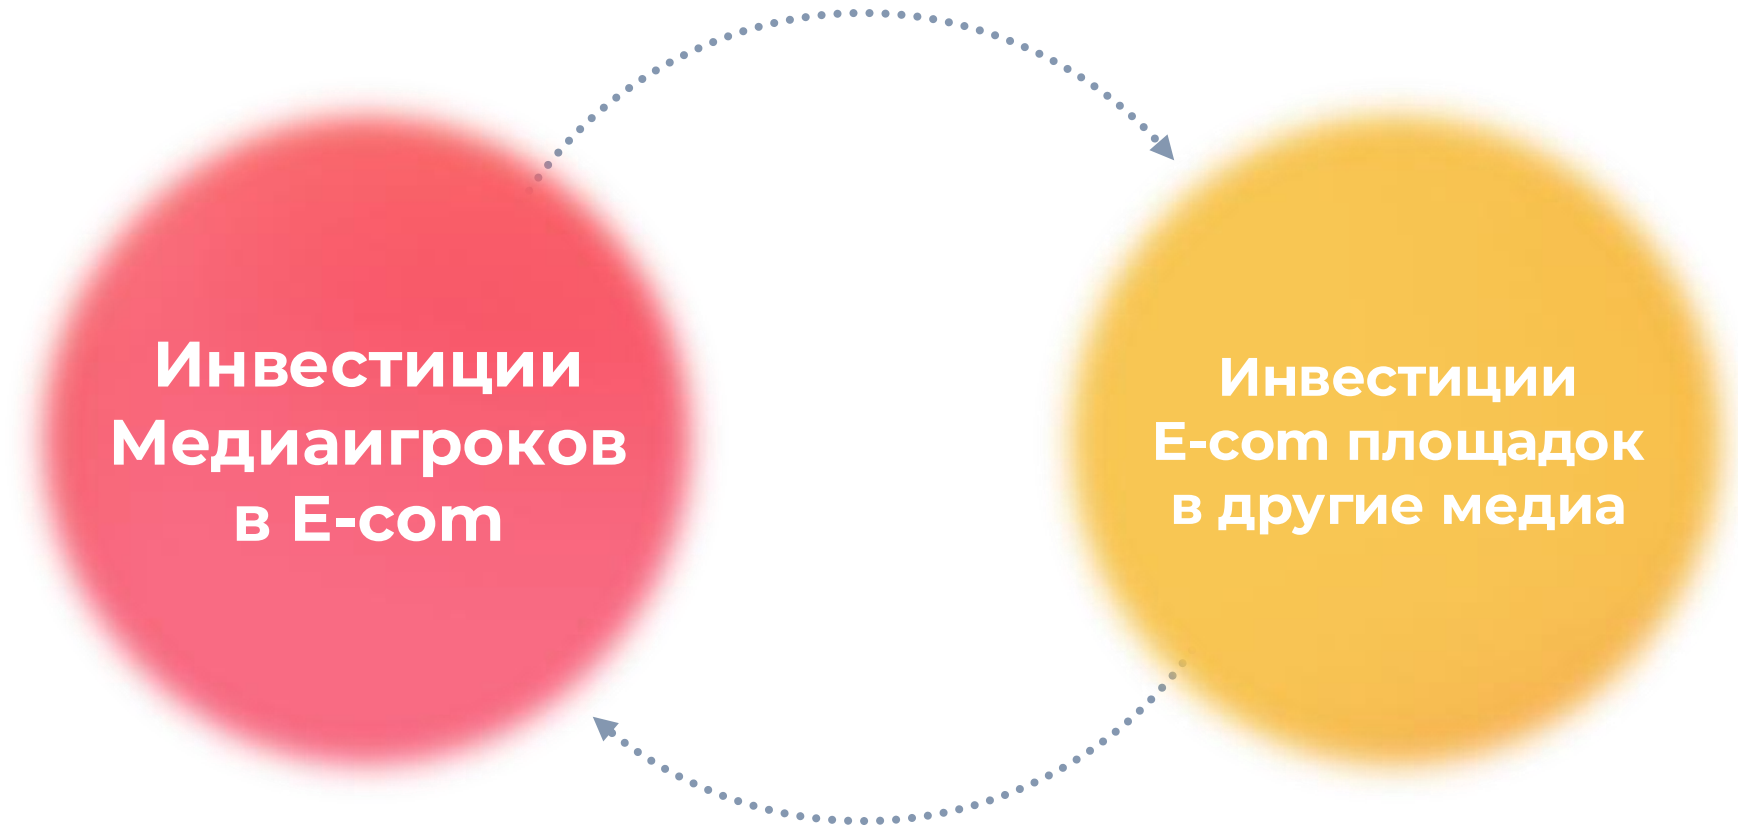 Инвестиции
Медиаигроков
в E-com
Инвестиции
E-com площадок
в другие медиа